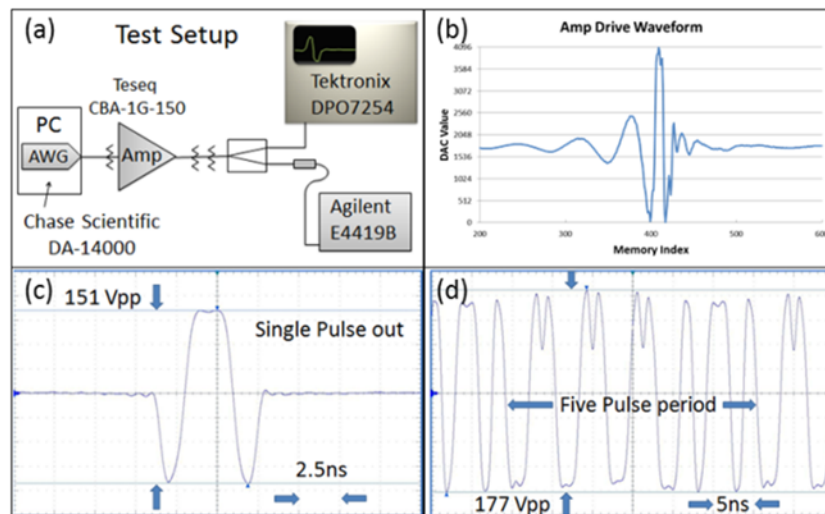 (a)
Test Setup
Tektronix
DPO7254
Teseq
CBA-1G-150
PC
AWG
Amp
Agilent
E4419B
Chase Scientific
DA-14000
(b)
Amp Drive Waveform
DAC Value
4096
3584
3072
2560
2048
1536
1024
512
0
200
300
400
500
600
Memory Index
(c)
151 Vpp
Single Pulse out
2.5ns
(d)
Five Pulse period
177 Vpp
5ns